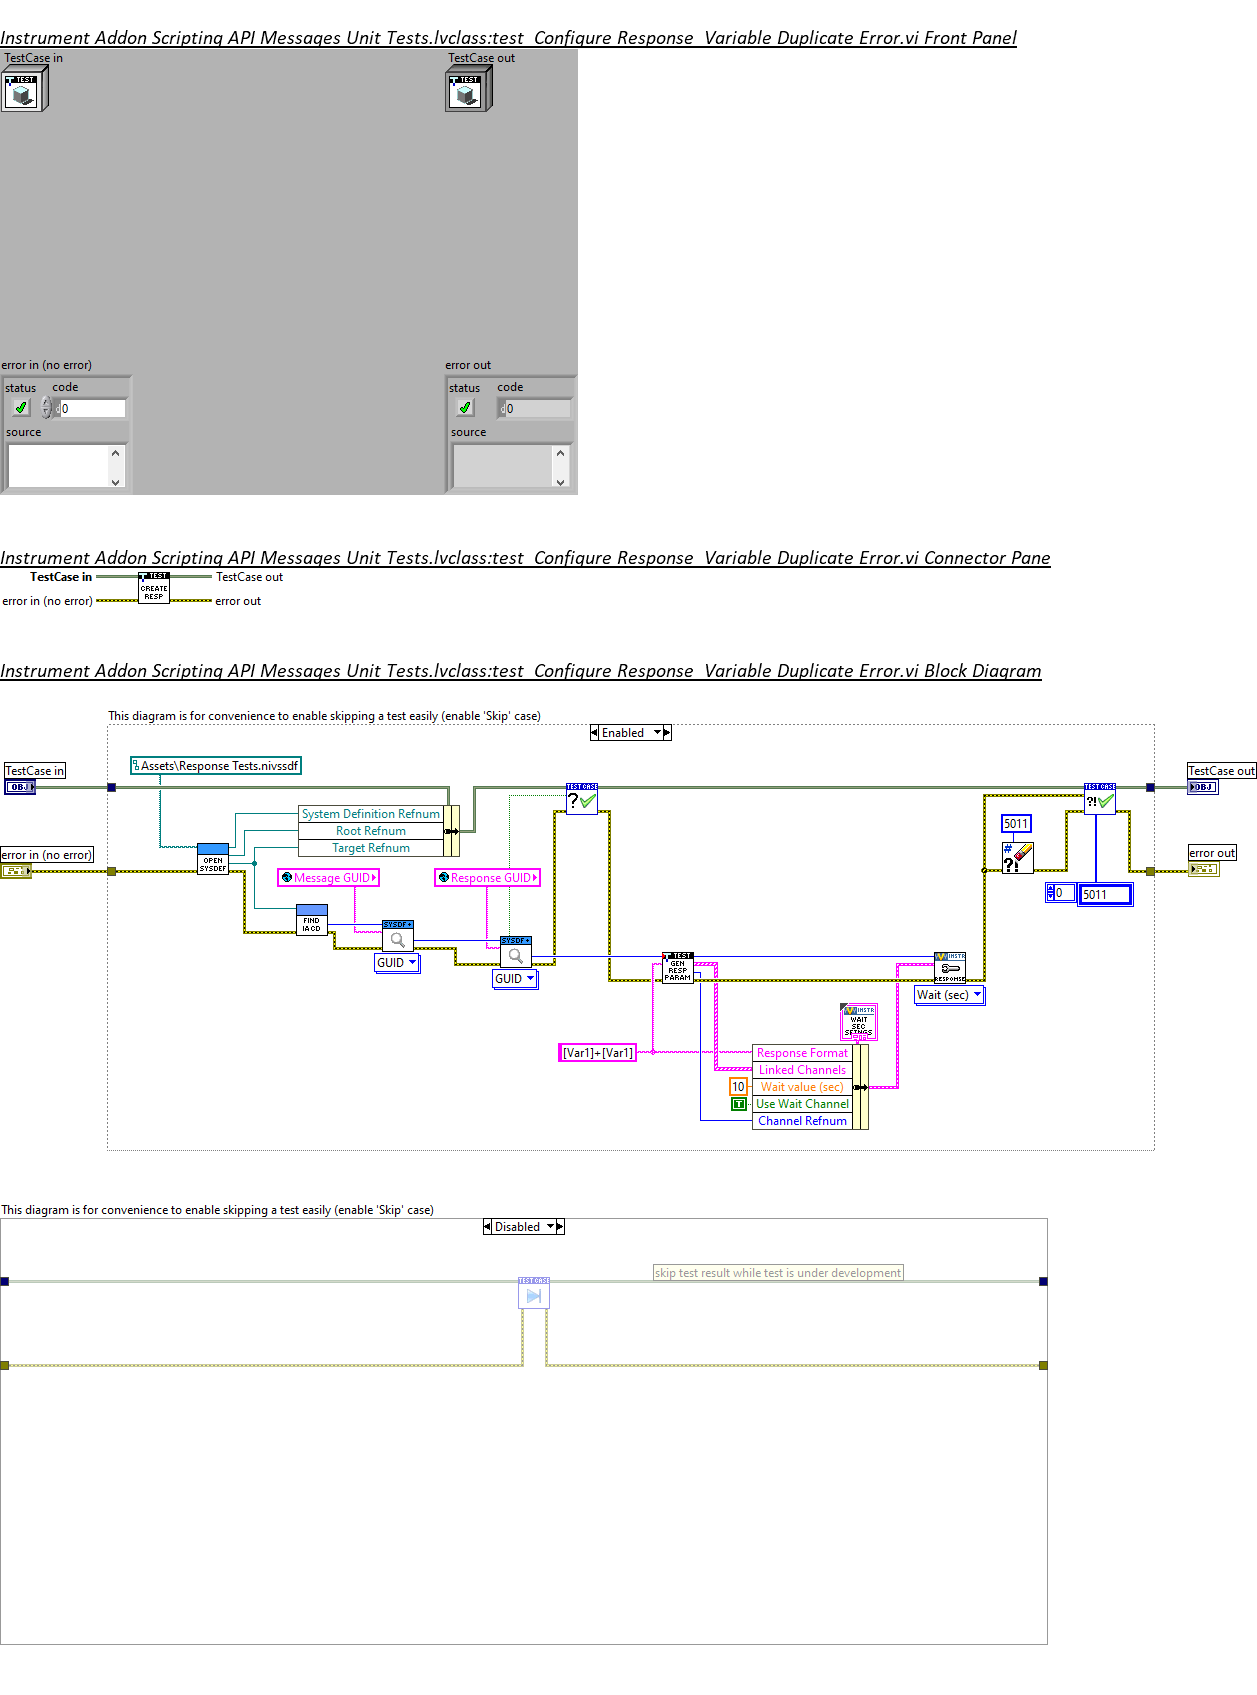 Instrument Addon Scripting API Messages Unit Tests.lvclass:test_Configure Response_Variable Duplicate Error.vi Front Panel
TestCase in
TestCase out
TEST
TEST
error in (no error)
error out
status
code
status
code
d0
d0
source
source
Instrument Addon Scripting API Messages Unit Tests.lvclass:test_Configure Response_Variable Duplicate Error.vi Connector Pane
TestCase in
TEST
CREATE
RESP
TestCase out
error in (no error)
error out
Instrument Addon Scripting API Messages Unit Tests.lvclass:test_Configure Response_Variable Duplicate Error.vi Block Diagram
This diagram is for convenience to enable skipping a test easily (enable 'Skip' case)
Enabled
Assets\Response Tests.nivssdf
TestCase in
OBJ
TestCase out
OBJ
TEST CASE
?
TEST CASE
?!
System Definition Refnum
Root Refnum
Target Refnum
5011
#
?!
error in (no error)
error out
OPEN
SYSDEF
Message GUID
Response GUID
0
5011
FIND
IACD
SYSDF+
GUID
SYSDF+
GUID
TEST
GEN
RESP
PARAM
INSTR
RESPONSE
Wait (sec)
INSTR
WAIT
SEC
SETNGS
[Var1]+[Var1]
Response Format
Linked Channels
10
Wait value (sec)
T
Use Wait Channel
Channel Refnum
This diagram is for convenience to enable skipping a test easily (enable 'Skip' case)
Disabled
skip test result while test is under development
TEST CASE